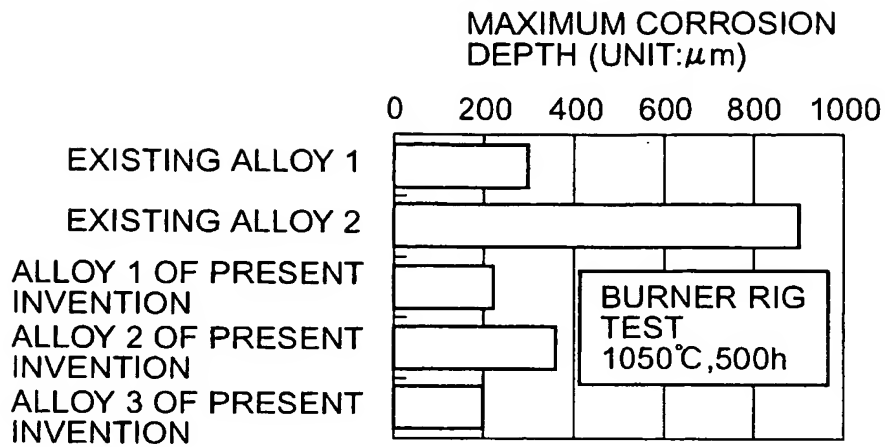 MAXIMUM CORROSION
DEPTH (UNIT:μm)
0 200 400 600 800 1000
EXISTING ALLOY 1
EXISTING ALLOY 2
ALLOY 1 OF PRESENT
INVENTION
ALLOY 2 OF PRESENT
INVENTION
ALLOY 3 OF PRESENT
INVENTION
BURNER RIG
TEST
1050℃,500h